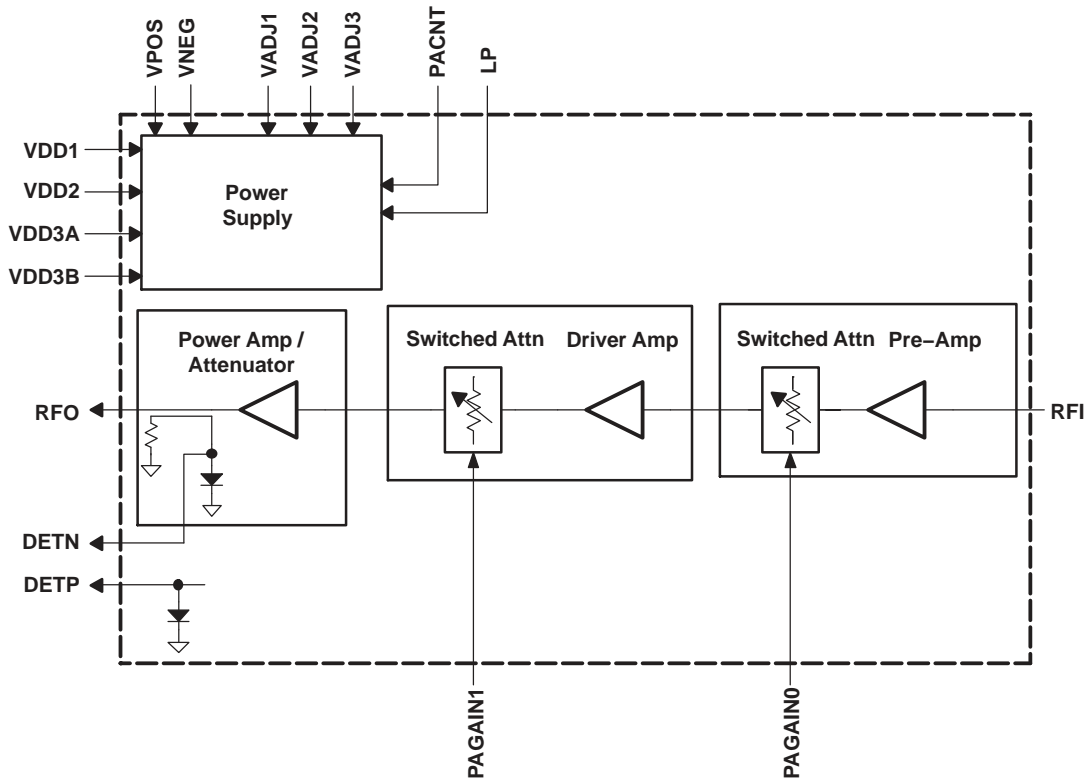 VPOS
VNEG
VADJ1
VADJ2
VADJ3
PACNT
LP
VDD1
VDD2
VDD3A
VDD3B
Power
Supply
Power Amp /
Attenuator
Switched Attn
Driver Amp
Switched Attn
Pre−Amp
RFO
RFI
DETN
DETP
PAGAIN1
PAGAIN0